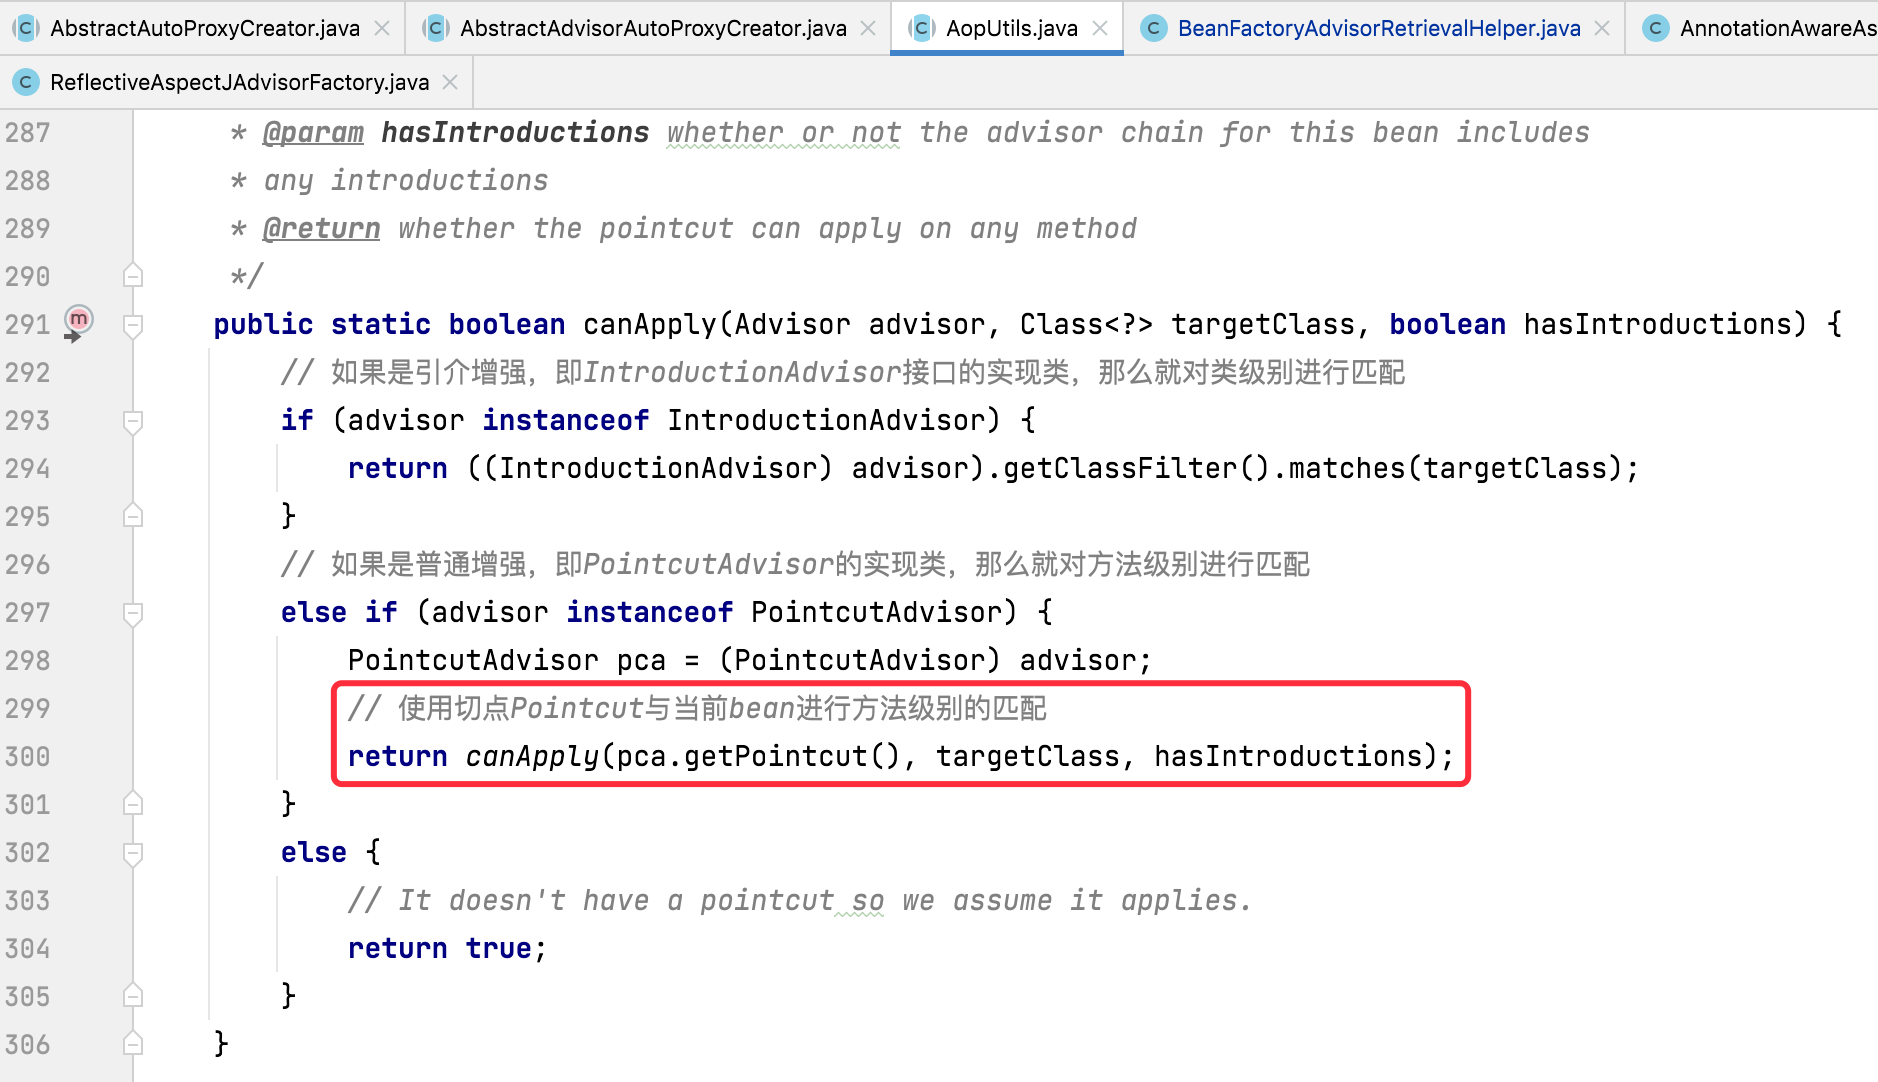 AbstractAutoProxyCreator.java AbstractAdvisorAutoProxyCreator.java AopUtils.java BeanFactoryAdvisorRetrievalHelper.java AnnotationAwareAs
ReflectiveAspectJAdvisorFactory.java
287 * @param hasIntroductions whether or not the advisor chain for this bean includes
288 * any introductions
289 * @return whether the pointcut can apply on any method
290 */
291 public static boolean canApply(Advisor advisor, Class<?> targetClass, boolean hasIntroductions) {
292 // 如果是引介增强，即IntroductionAdvisor接口的实现类，那么就对类级别进行匹配
293 if (advisor instanceof IntroductionAdvisor) {
294 return ((IntroductionAdvisor) advisor).getClassFilter().matches(targetClass);
295 }
296 // 如果是普通增强，即PointcutAdvisor的实现类，那么就对方法级别进行匹配
297 else if (advisor instanceof PointcutAdvisor) {
298 PointcutAdvisor pca = (PointcutAdvisor) advisor;
299 // 使用切点Pointcut与当前bean进行方法级别的匹配
300 return canApply(pca.getPointcut(), targetClass, hasIntroductions);
301 }
302 else {
303 // It doesn't have a pointcut so we assume it applies.
304 return true;
305 }
306 }